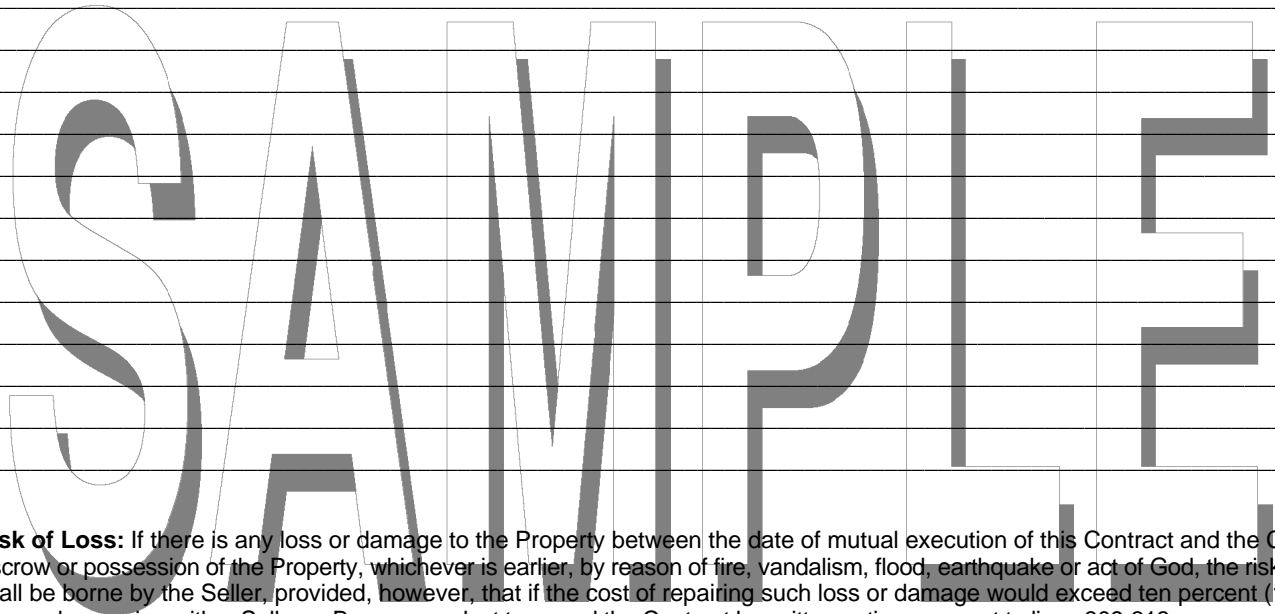 SAMPLE
sk of Loss: If there is any loss or damage to the Property between the date of mutual execution of this Contract and the
crow or possession of the Property, whichever is earlier, by reason of fire, vandalism, flood, earthquake or act of God, the risk
all be borne by the Seller, provided, however, that if the cost of repairing such loss or damage would exceed ten percent (